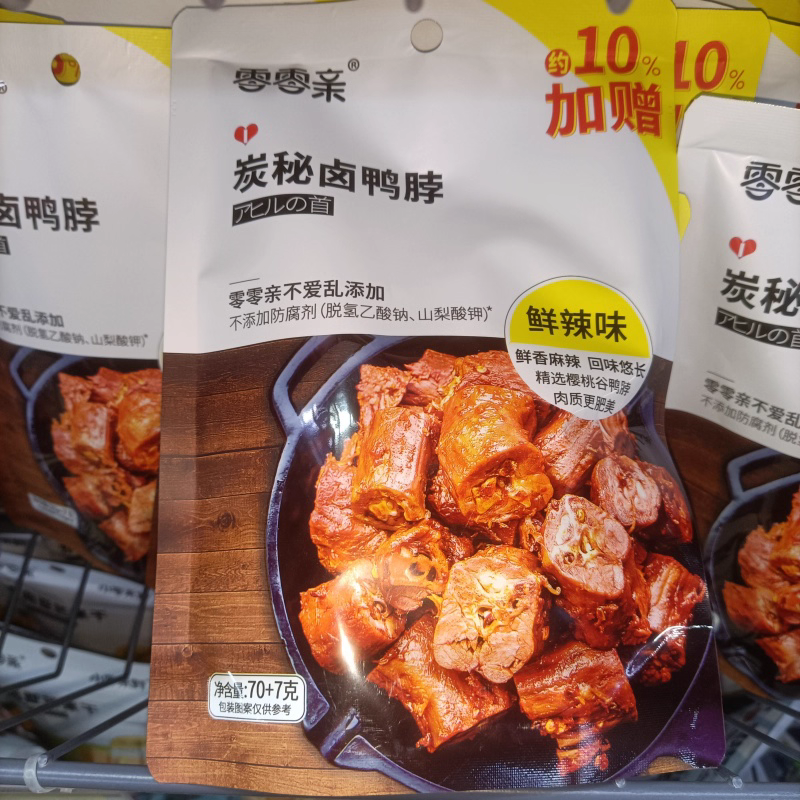 零零亲®
约10%
加赠
10%
炭秘卤鸭脖
アヒルの首
零零亲不爱乱添加
不添加防腐剂(脱氢乙酸钠、山梨酸钾)*
鲜辣味
鲜香麻辣 回味悠长
精选樱桃谷鸭脖
肉质更肥美
净含量:70+7克
包装图案仅供参考
卤鸭脖
首
不爱乱添加
腐剂(脱氢乙酸钠、山梨酸钾)*
零零
炭秘
アヒルの首
零零亲不爱乱
不添加防腐剂(脱